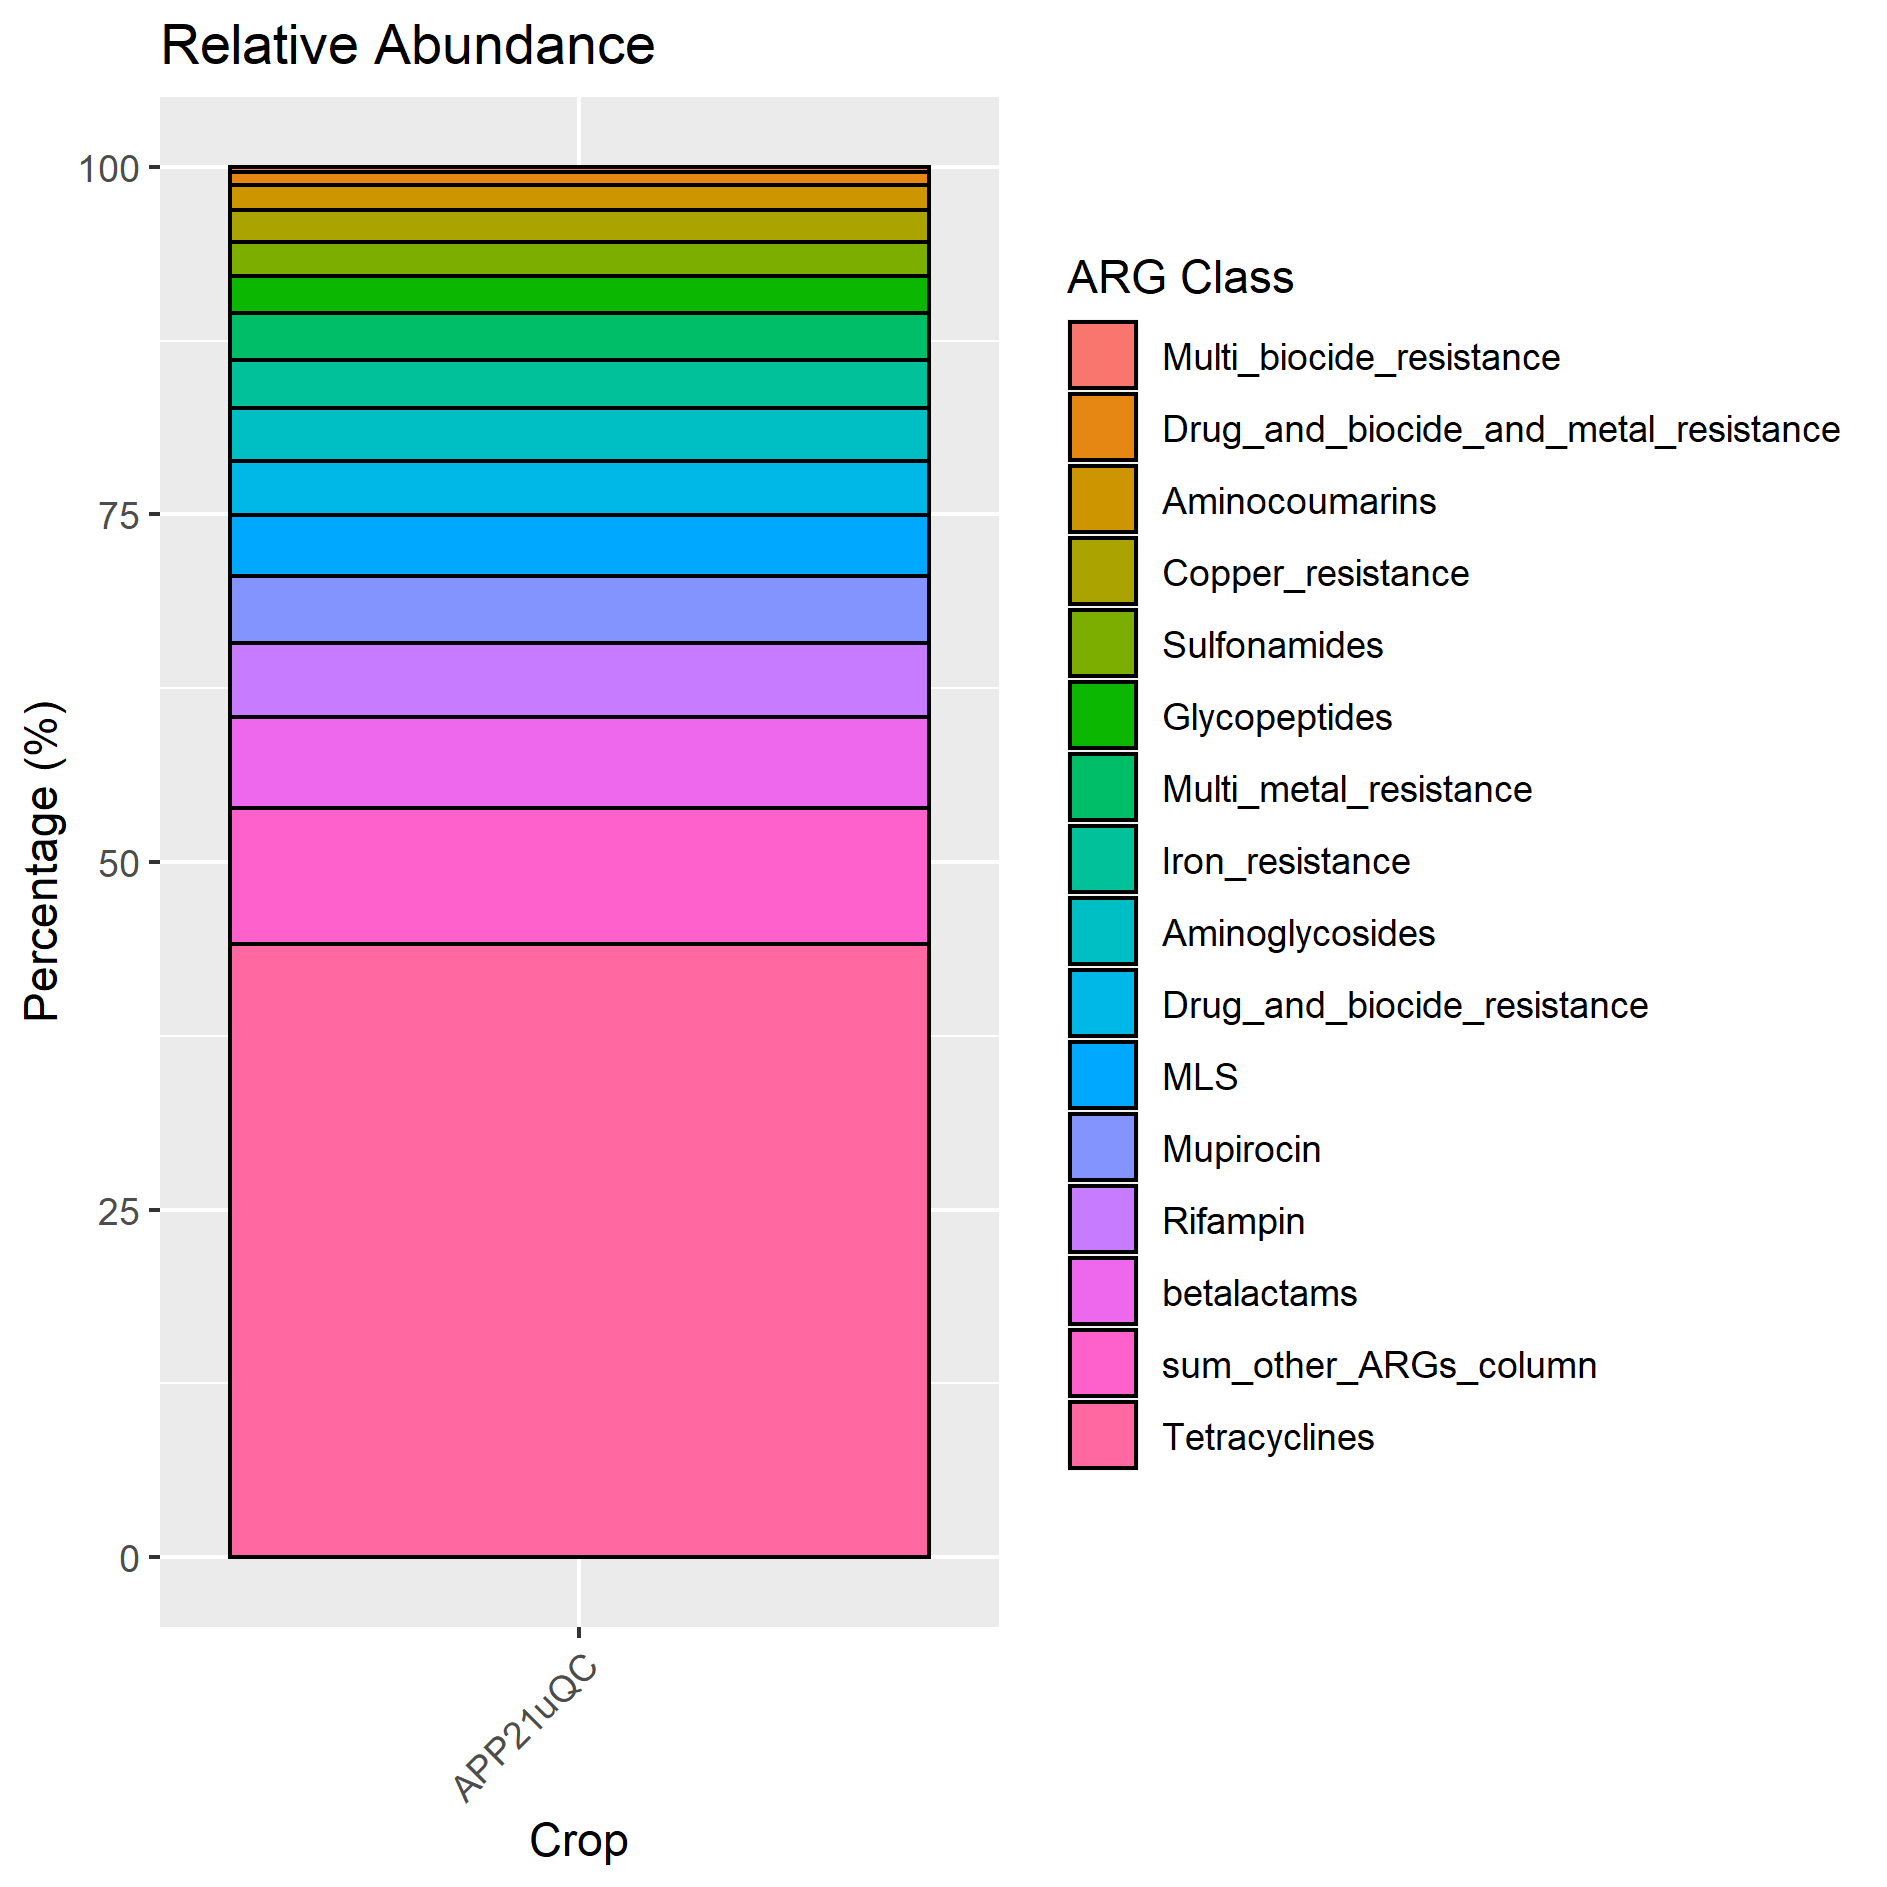 Relative Abundance
Percentage (%)
100
75
50
25
0
APP21uQC
Crop
ARG Class
Multi_biocide_resistance
Drug_and_biocide_and_metal_resistance
Aminocoumarins
Copper_resistance
Sulfonamides
Glycopeptides
Multi_metal_resistance
Iron_resistance
Aminoglycosides
Drug_and_biocide_resistance
MLS
Mupirocin
Rifampin
betalactams
sum_other_ARGs_column
Tetracyclines